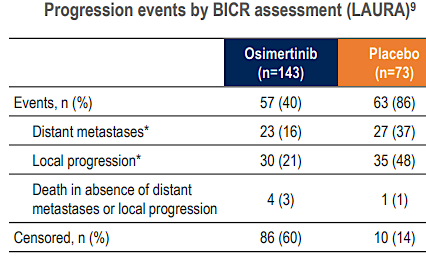 Progression events by BICR assessment (LAURA)⁹
Osimertinib Placebo
(n=143) (n=73)
Events, n (%) 57 (40) 63 (86)
Distant metastases* 23 (16) 27 (37)
Local progression* 30 (21) 35 (48)
Death in absence of distant
metastases or local progression 4 (3) 1 (1)
Censored, n (%) 86 (60) 10 (14)